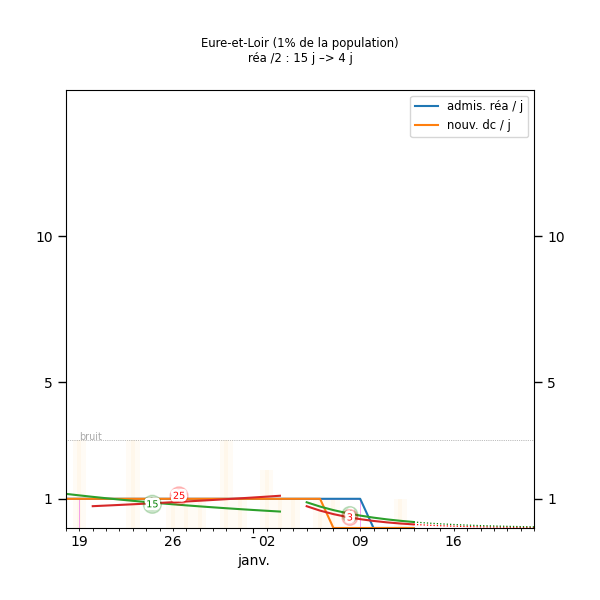 Eure-et-Loir (1% de la population)
réa /2 : 15 j –> 4 j
admis. réa / j
nouv. dc / j
10
10
5
5
bruit
1
1
25
15
3
19
26
02
09
16
janv.